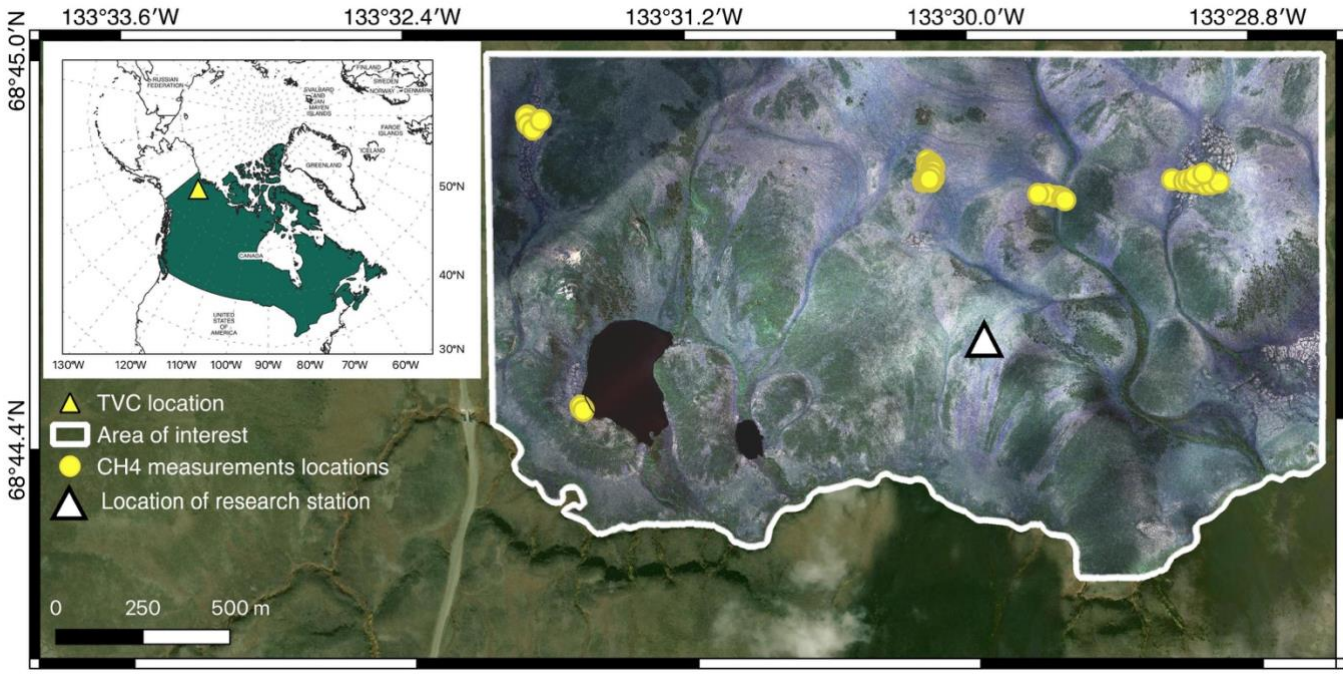 133°33.6'W 133°32.4'W 133°31.2'W 133°30.0'W 133°28.8'W
68°45.0'N
68°44.4'N
RUSSIAN
FEDERATION
FINLAND
SWEDEN
NORWAY
DENMARK
SVALBARD
AND
JAN
MAYEN
ISLANDS
FAROE
ISLANDS
ICELAND
GREENLAND
CANADA
UNITED
STATES
OF
AMERICA
50°N
40°N
30°N
130°W 120°W 110°W 100°W 90°W 80°W 70°W 60°W
TVC location
Area of interest
CH4 measurements locations
Location of research station
0 250 500 m